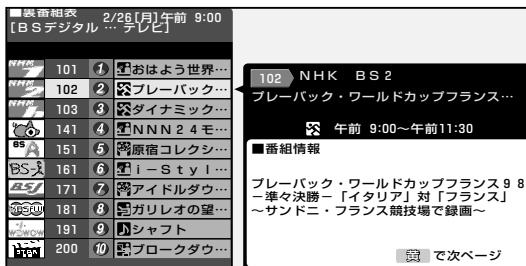 ■裏番組表 2/26[月]午前 9:00
[BSデジタル … テレビ]
101 1 おはよう世界…
102 2 プレーバック…
103 3 ダイナミック…
141 4 NNN24モ…
BS 151 5 原宿コレクシ…
BS-i 161 6 i-Styl…
BSJ 171 7 アイドルダウ…
BSFUJI 181 8 ガリレオの望…
WOWOW 191 9 シャフト
200 10 ブロークダウ…
102 NHK BS2
プレーバック・ワールドカップフランス…
午前 9:00~午前11:30
■番組情報
プレーバック・ワールドカップフランス98
-準々決勝-「イタリア」対「フランス」
~サンドニ・フランス競技場で録画~
黄 で次ページ